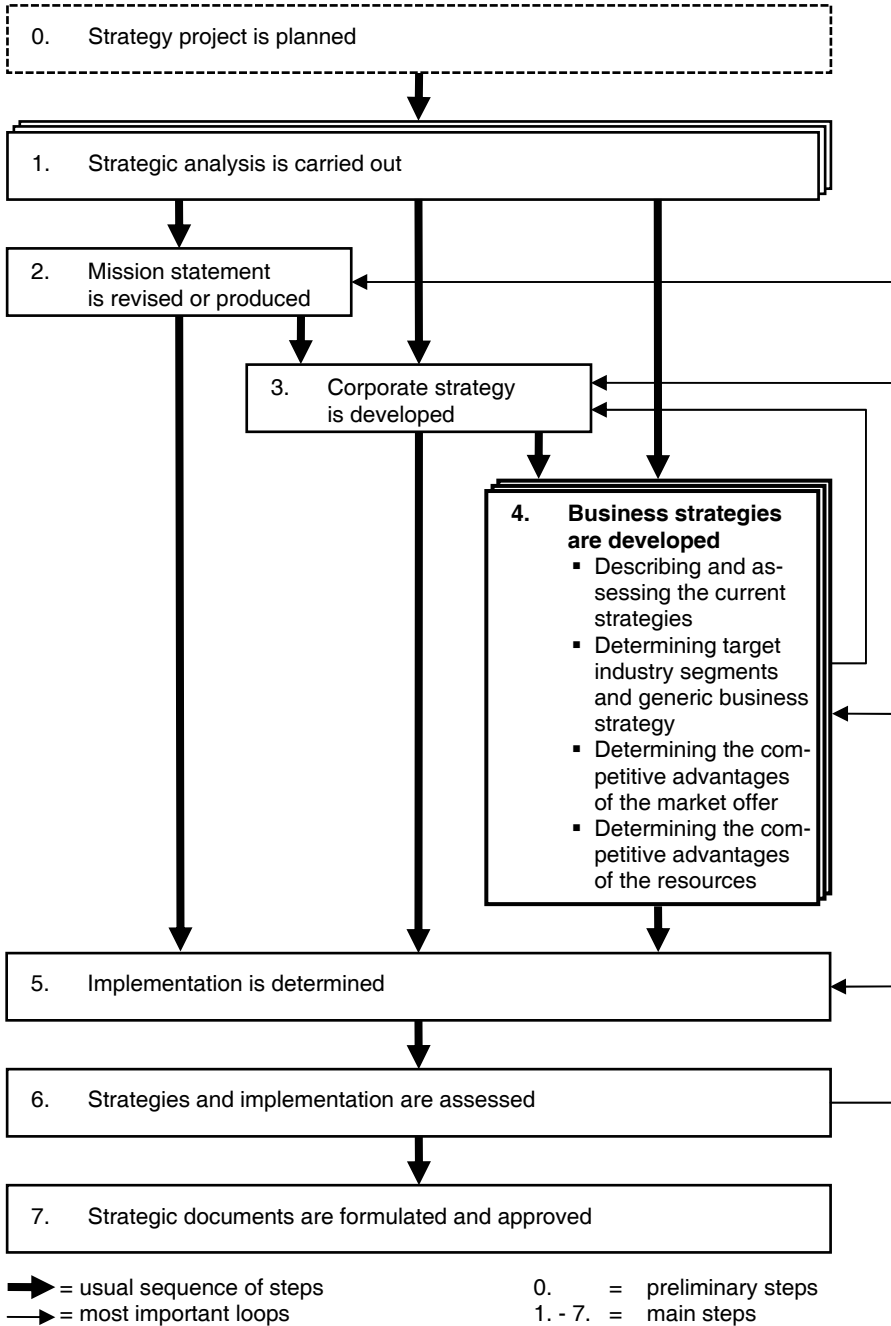 0. Strategy project is planned
1. Strategic analysis is carried out
2. Mission statement
is revised or produced
3. Corporate strategy
is developed
4. Business strategies
are developed
▪ Describing and as-
sessing the current
strategies
▪ Determining target
industry segments
and generic business
strategy
▪ Determining the com-
petitive advantages
of the market offer
▪ Determining the com-
petitive advantages
of the resources
5. Implementation is determined
6. Strategies and implementation are assessed
7. Strategic documents are formulated and approved
= usual sequence of steps
= most important loops
0. = preliminary steps
1. - 7. = main steps